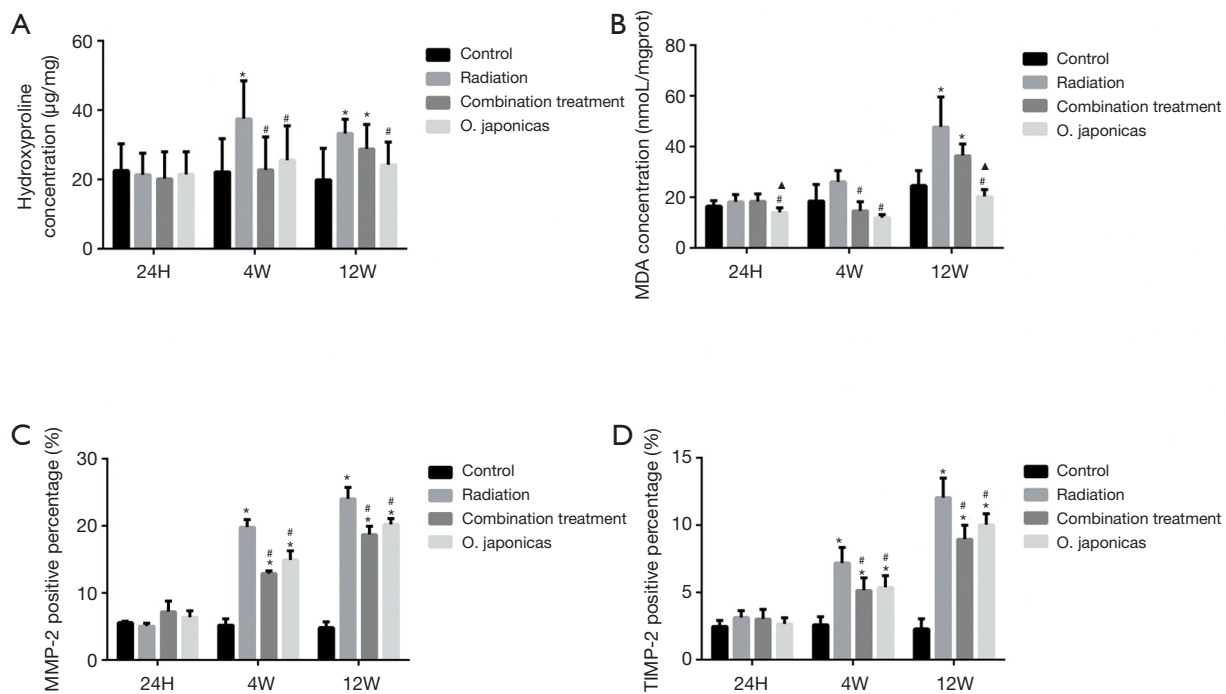 A
Hydroxyproline
concentration (µg/mg)
60
40
20
0
*
#
#
*
*
#
24H
4W
12W
Control
Radiation
Combination treatment
O. japonicas
B
MDA concentration (nmoL/mgprot)
80
60
40
20
0
▲
#
#
#
*
*
▲
#
24H
4W
12W
Control
Radiation
Combination treatment
O. japonicas
C
MMP-2 positive percentage (%)
30
20
10
0
*
#
*
#
*
*
#
*
#
*
24H
4W
12W
Control
Radiation
Combination treatment
O. japonicas
D
TIMP-2 positive percentage (%)
15
10
5
0
*
#
*
#
*
*
#
*
#
*
24H
4W
12W
Control
Radiation
Combination treatment
O. japonicas